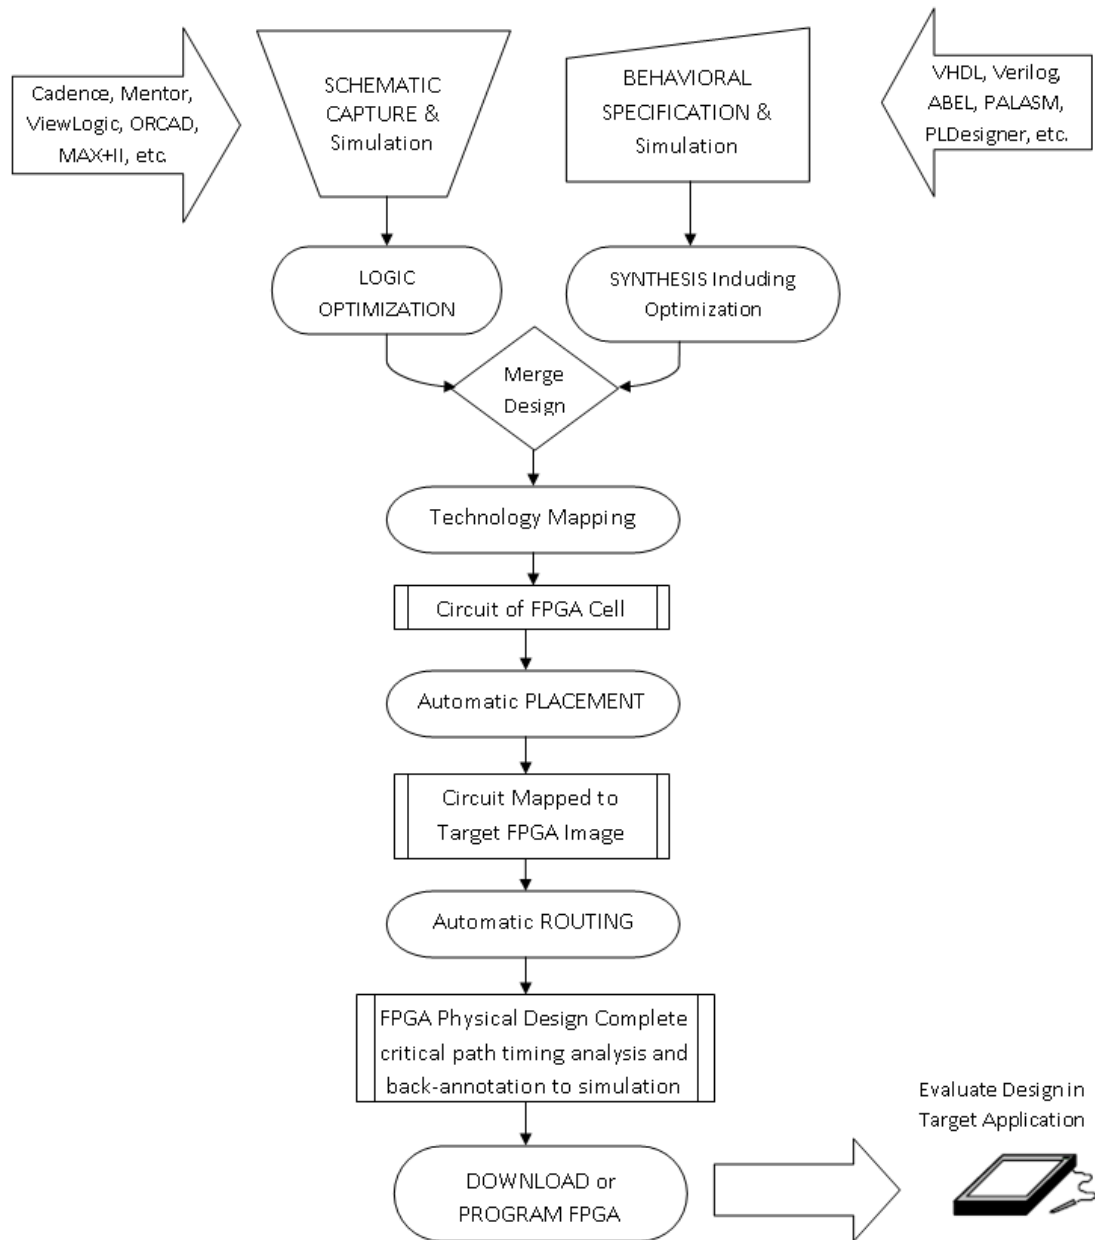 Cadence, Mentor,
ViewLogic, ORCAD,
MAX+II, etc.
SCHEMATIC
CAPTURE &
Simulation
BEHAVIORAL
SPECIFICATION &
Simulation
VHDL, Verilog,
ABEL, PALASM,
PLDesigner, etc.
LOGIC
OPTIMIZATION
SYNTHESIS Including
Optimization
Merge
Design
Technology Mapping
Circuit of FPGA Cell
Automatic PLACEMENT
Circuit Mapped to
Target FPGA Image
Automatic ROUTING
FPGA Physical Design Complete
critical path timing analysis and
back-annotation to simulation
DOWNLOAD or
PROGRAM FPGA
Evaluate Design in
Target Application